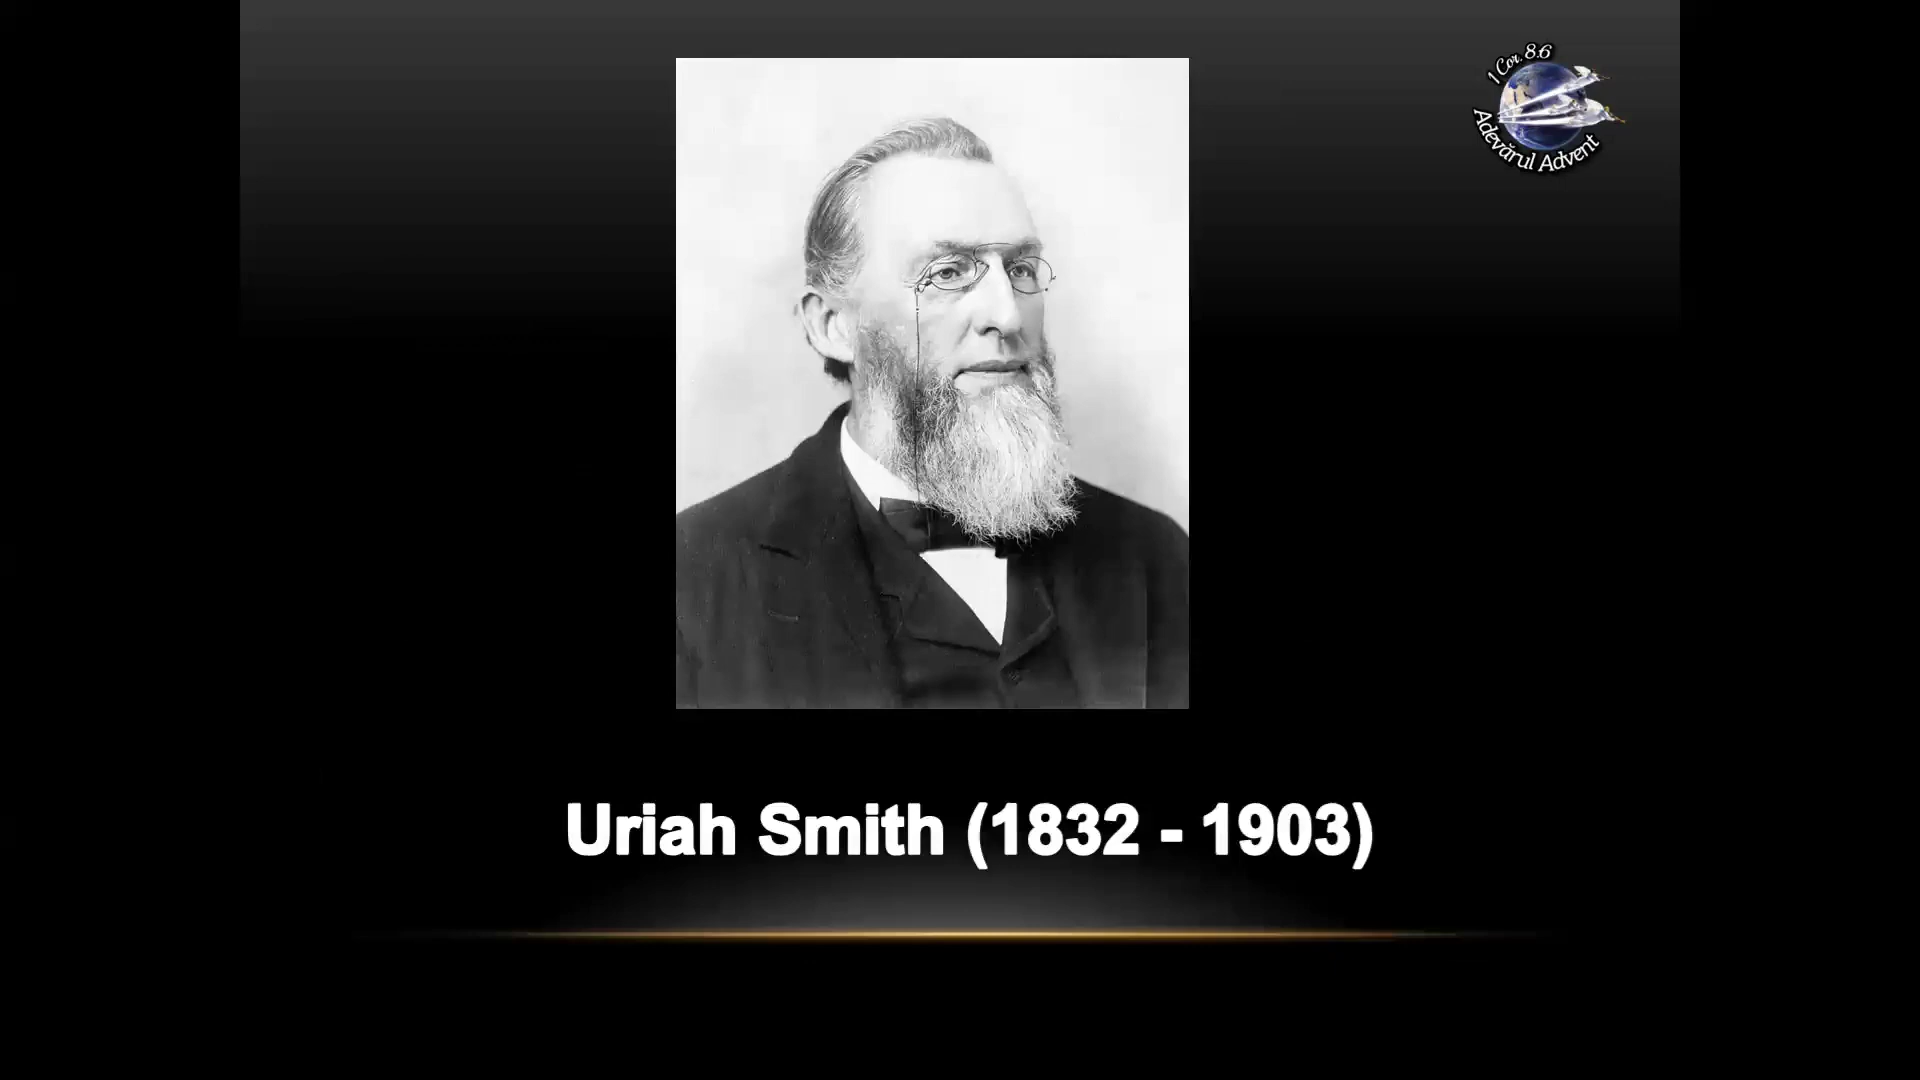 1 Cor. 8:6
Adevărul Advent
Uriah Smith (1832 - 1903)